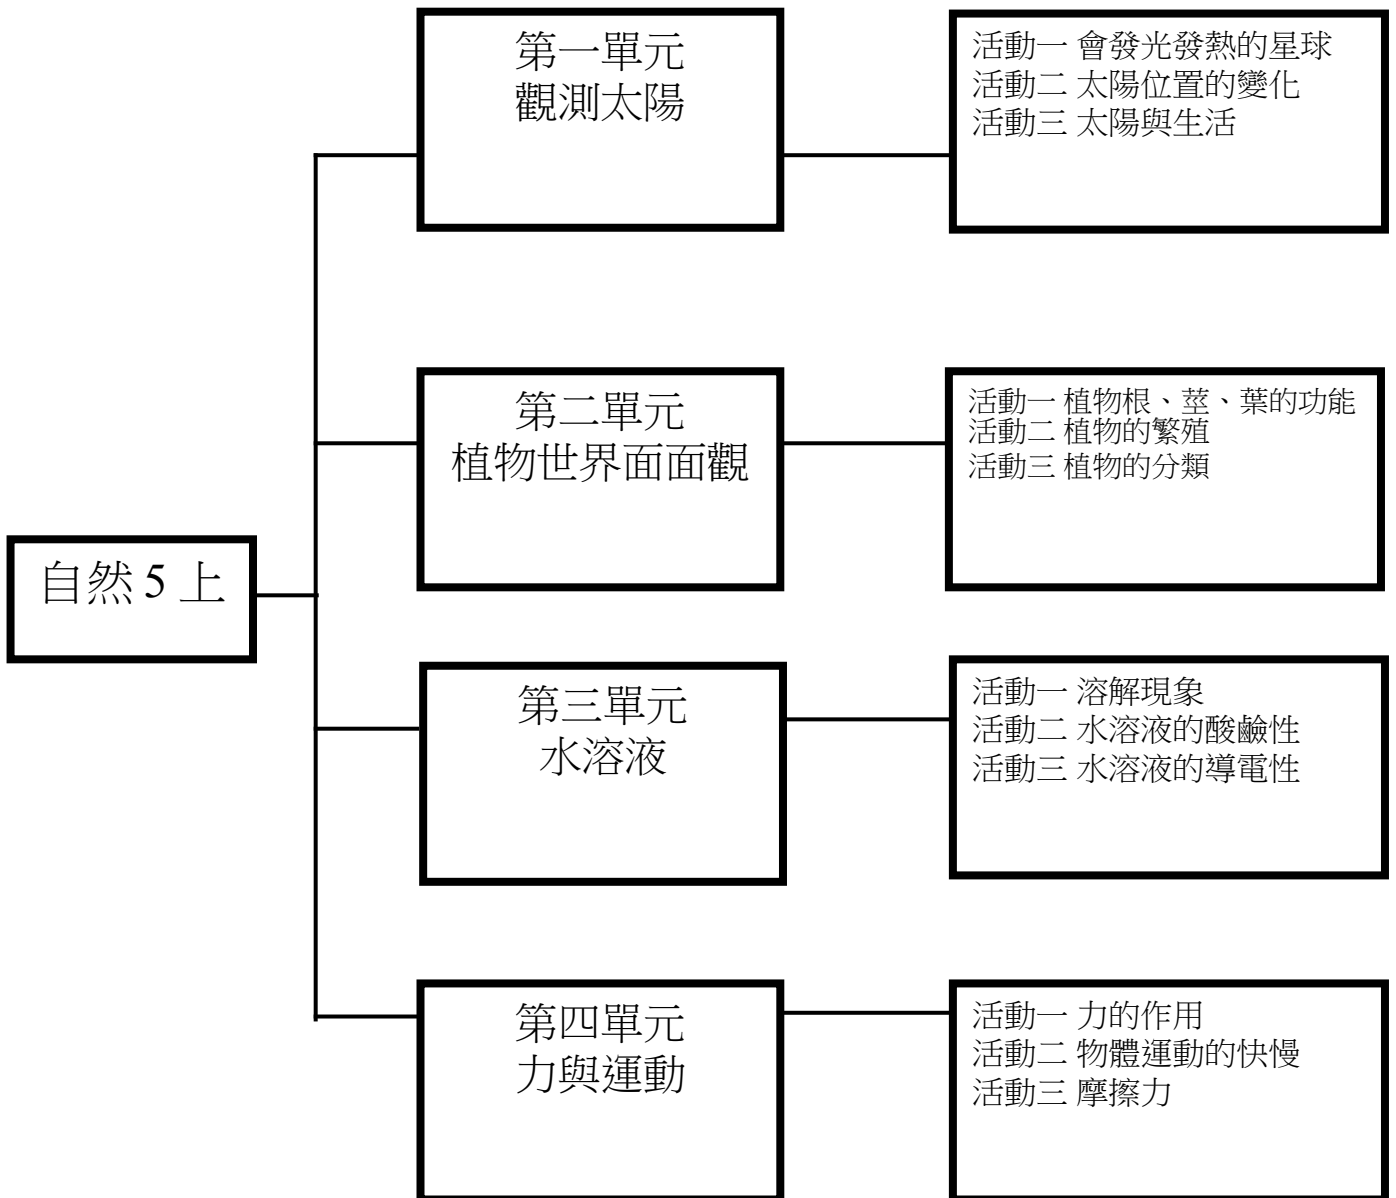 第一單元
觀測太陽
活動一 會發光發熱的星球
活動二 太陽位置的變化
活動三 太陽與生活
第二單元
植物世界面面觀
活動一 植物根、莖、葉的功能
活動二 植物的繁殖
活動三 植物的分類
自然 5 上
第三單元
水溶液
活動一 溶解現象
活動二 水溶液的酸鹼性
活動三 水溶液的導電性
第四單元
力與運動
活動一 力的作用
活動二 物體運動的快慢
活動三 摩擦力